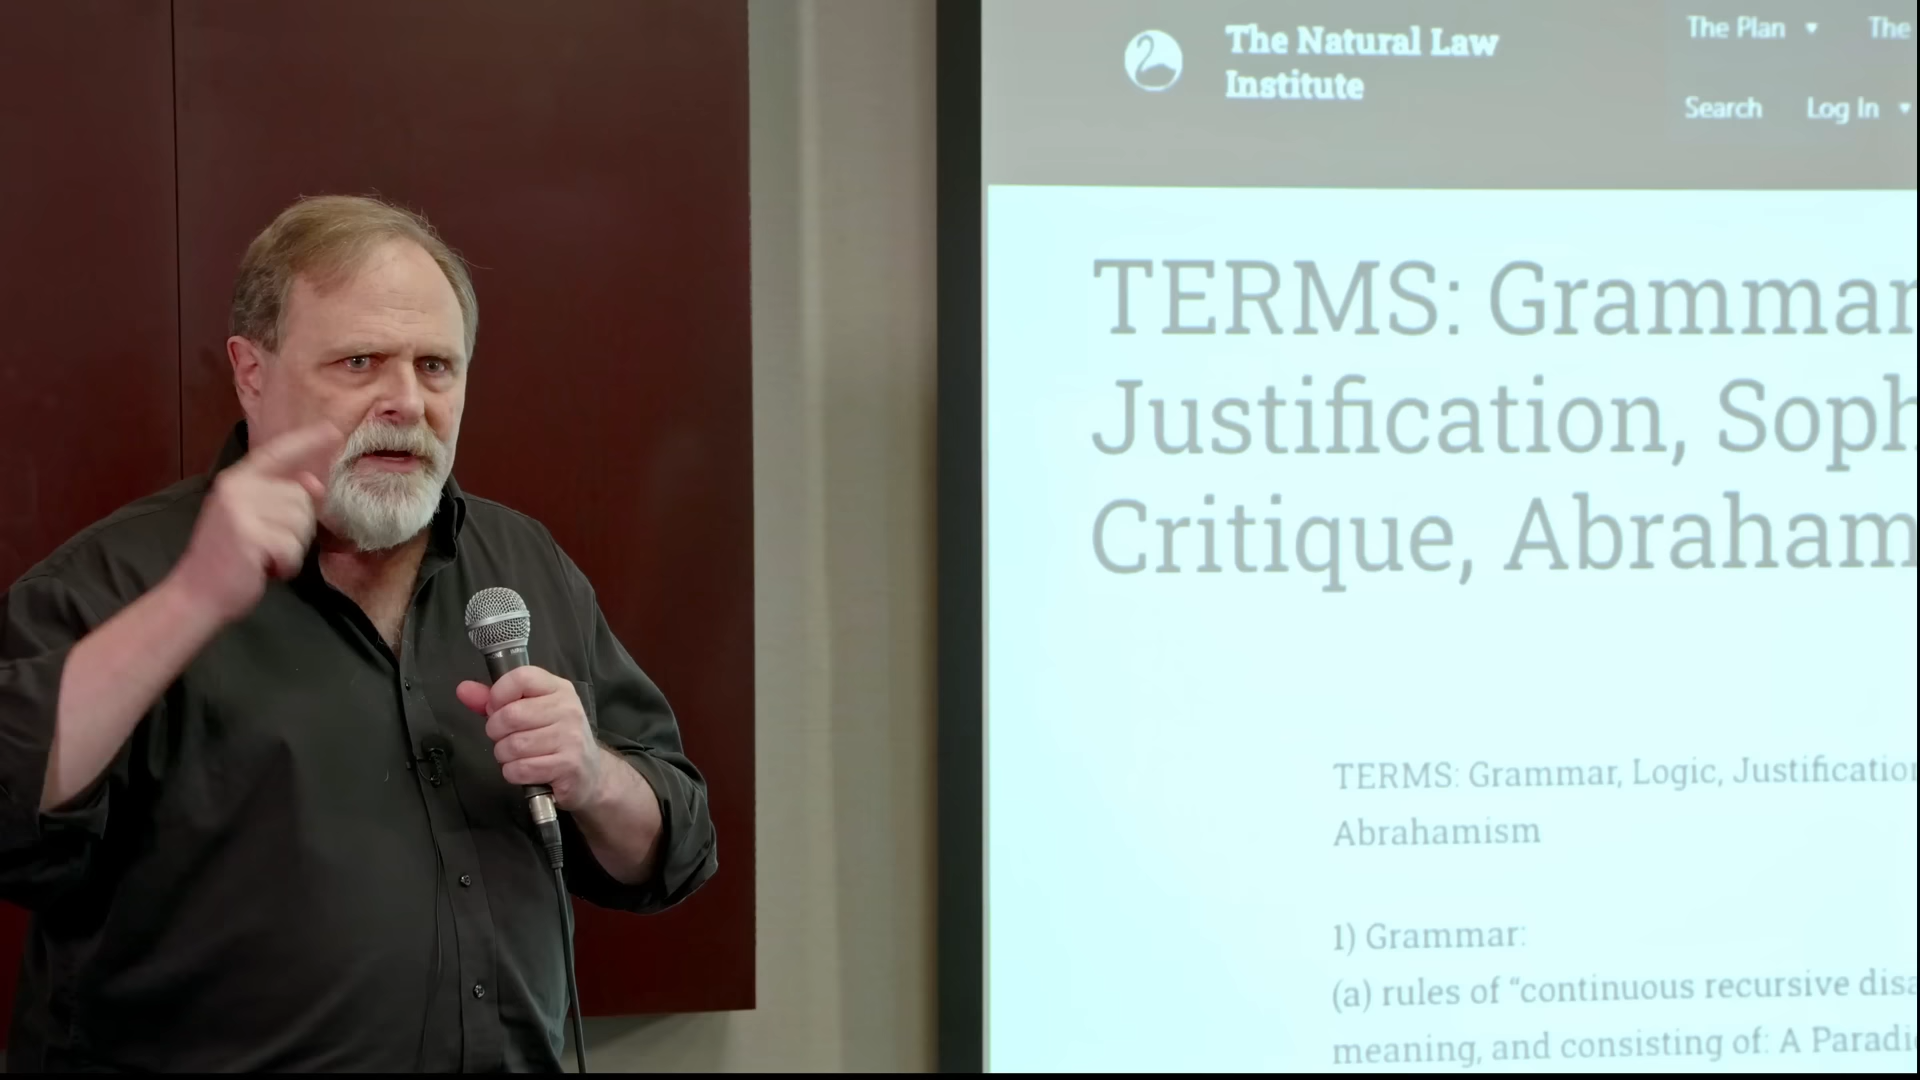 The Natural Law
Institute
The Plan ▾ The
Search Log In ▾
TERMS: Grammar
Justification, Soph
Critique, Abraham
TERMS: Grammar, Logic, Justification
Abrahamism
1) Grammar:
(a) rules of “continuous recursive disa
meaning, and consisting of: A Paradi